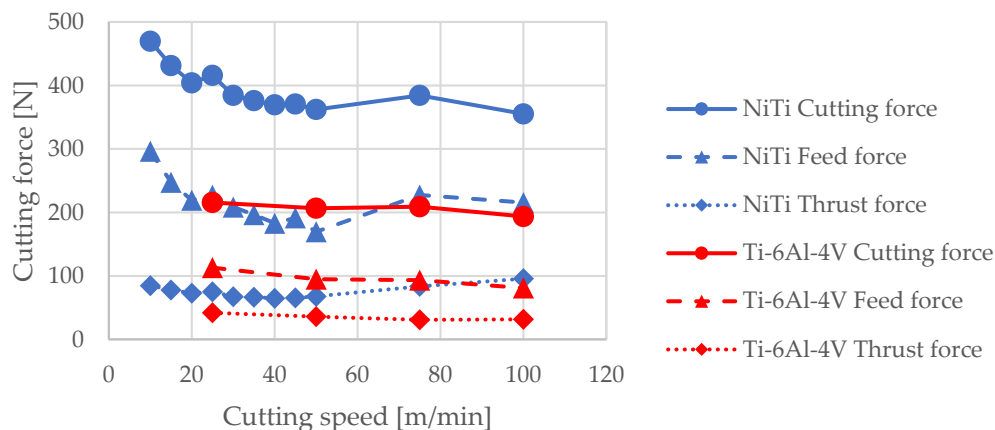 Cutting force [N]
500
400
300
200
100
0
0 20 40 60 80 100 120
Cutting speed [m/min]
NiTi Cutting force
NiTi Feed force
NiTi Thrust force
Ti-6Al-4V Cutting force
Ti-6Al-4V Feed force
Ti-6Al-4V Thrust force